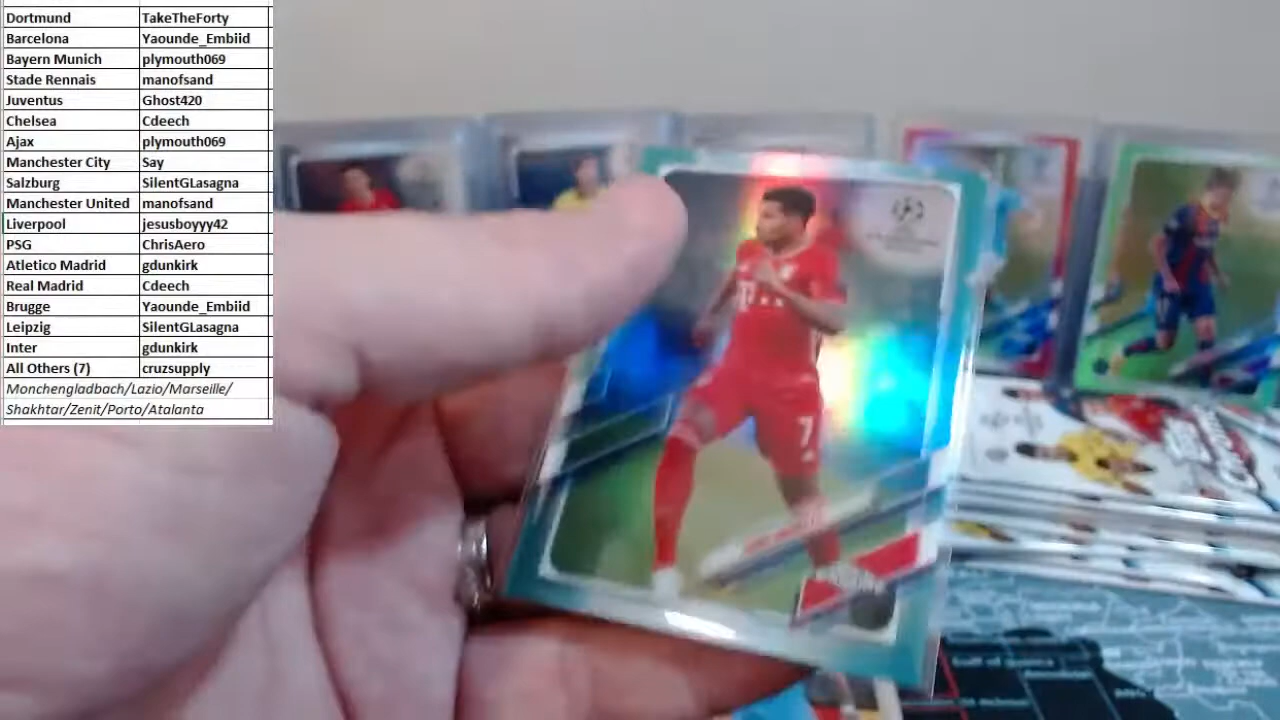 Dortmund TakeTheForty
Barcelona Yaounde_Embiid
Bayern Munich plymouth069
Stade Rennais manofsand
Juventus Ghost420
Chelsea Cdeech
Ajax plymouth069
Manchester City Say
Salzburg SilentGLasagna
Manchester United manofsand
Liverpool jesusboyyy42
PSG ChrisAero
Atletico Madrid gdunkirk
Real Madrid Cdeech
Brugge Yaounde_Embiid
Leipzig SilentGLasagna
Inter gdunkirk
All Others (7) cruzsupply
Monchengladbach/Lazio/Marseille/
Shakhtar/Zenit/Porto/Atalanta
7